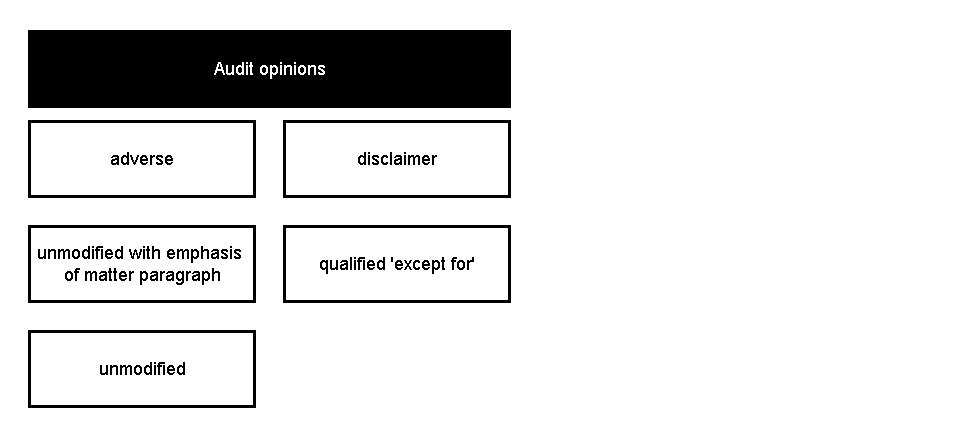 Audit opinions
adverse
disclaimer
unmodified with emphasis
of matter paragraph
qualified 'except for'
unmodified